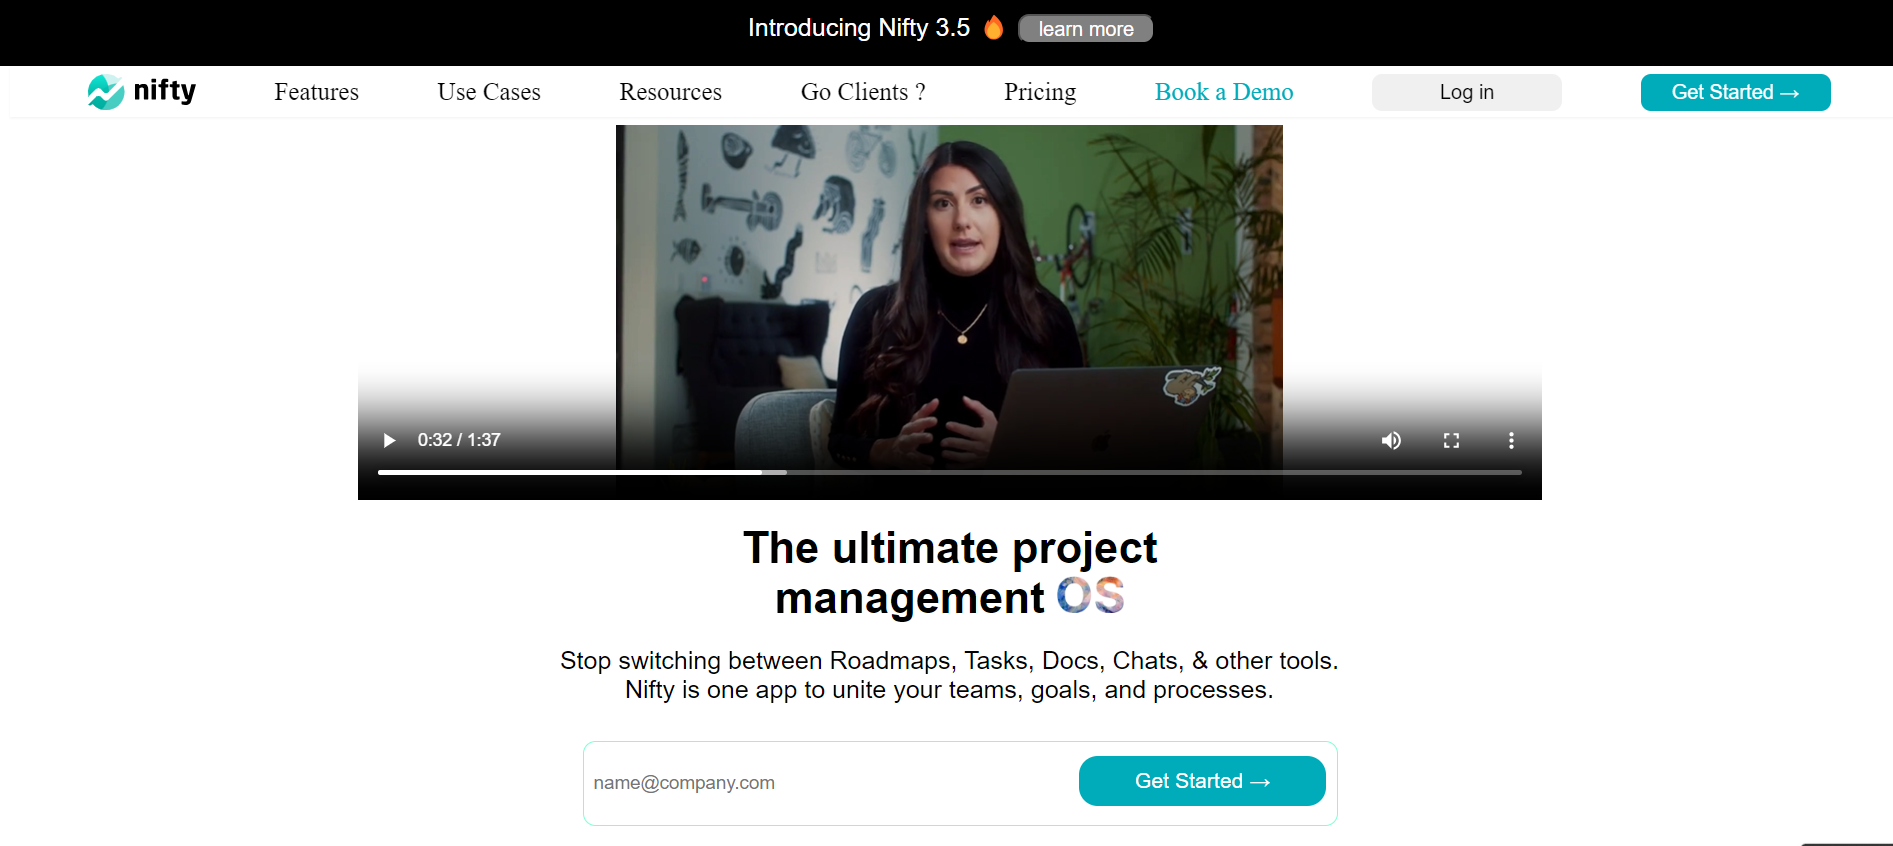 Introducing Nifty 3.5 🔥 learn more
nifty Features Use Cases Resources Go Clients ? Pricing Book a Demo Log in Get Started →
0:32 / 1:37
The ultimate project
management OS
Stop switching between Roadmaps, Tasks, Docs, Chats, & other tools.
Nifty is one app to unite your teams, goals, and processes.
name@company.com Get Started →